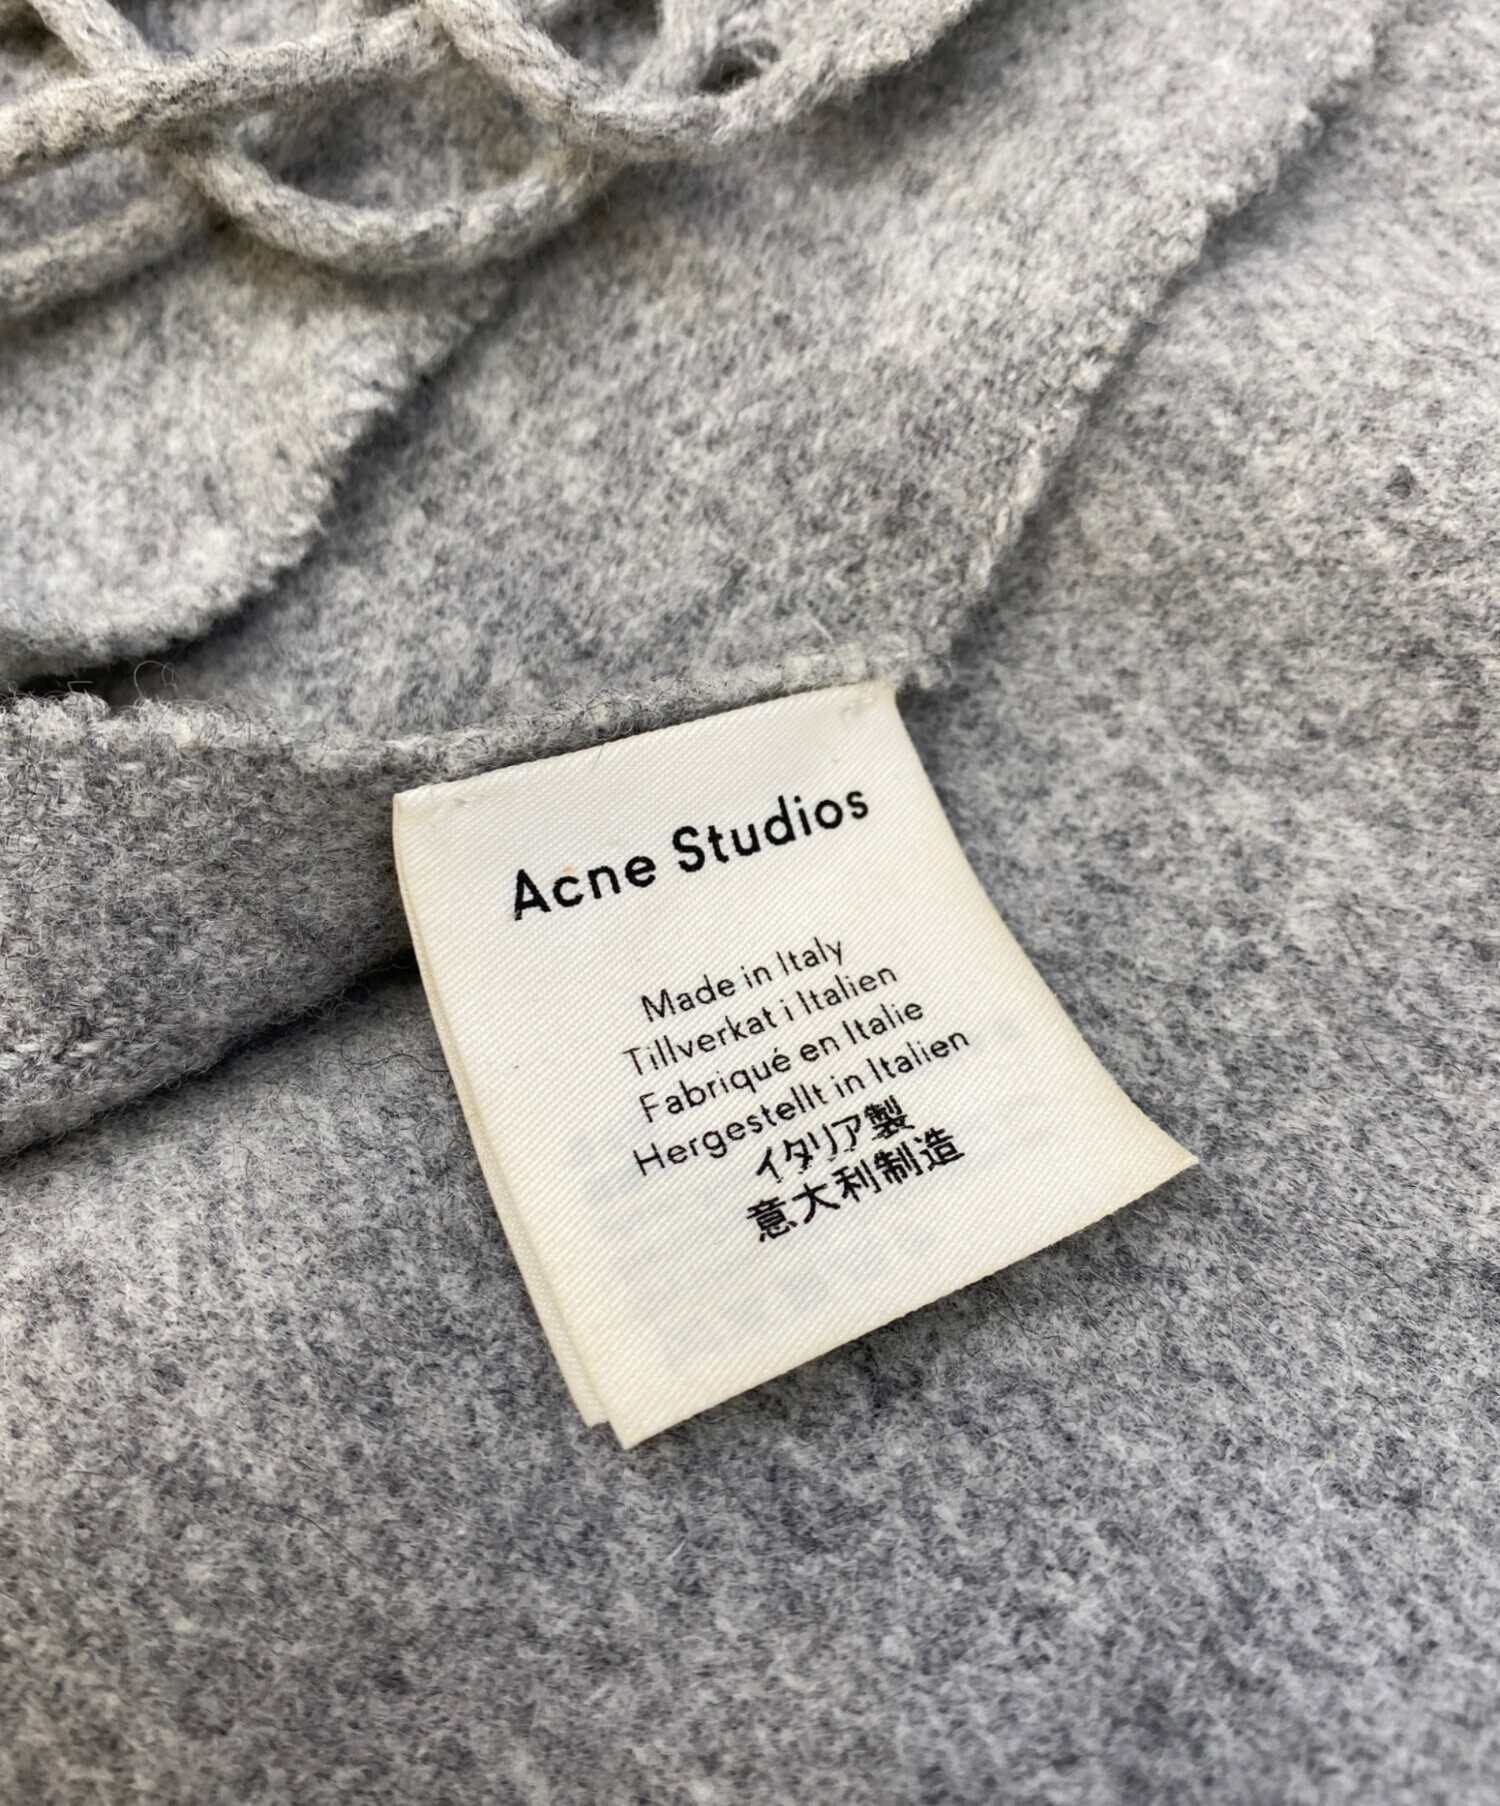 Acne Studios
Made in Italy
Tillverkat i Italien
Fabriqué en Italie
Hergestellt in Italien
イタリア製
意大利制造